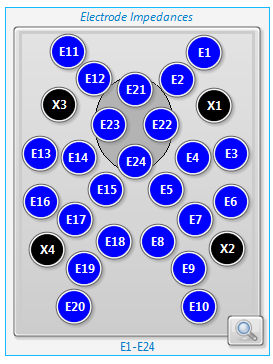 Electrode Impedances
E11 E1
E12 E2
E21
X3 X1
E23 E22
E13 E14 E24 E4 E3
E15 E5
E16 E6
E17 E7
E18 E8
X4 X2
E19 E9
E20 E10
E1-E24